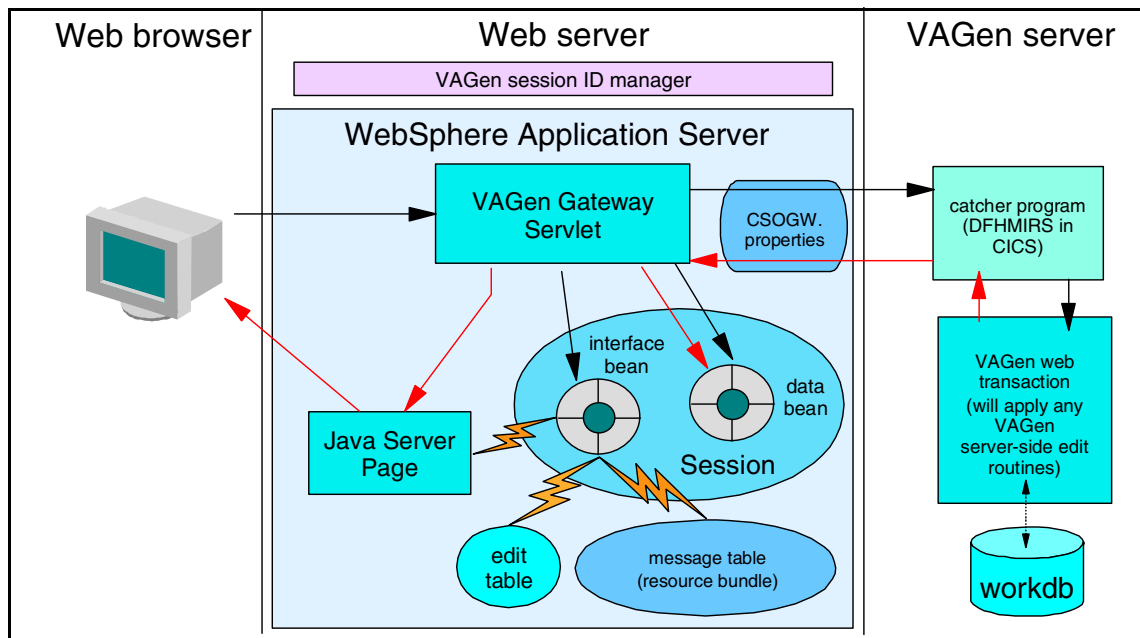 Web browser
Web server
VAGen server
VAGen session ID manager
WebSphere Application Server
VAGen Gateway
Servlet
CSOGW.
properties
catcher program
(DFHMIRS in
CICS)
interface
bean
data
bean
Session
Java Server
Page
VAGen web
transaction
(will apply any
VAGen
server-side edit
routines)
edit
table
message table
(resource bundle)
workdb